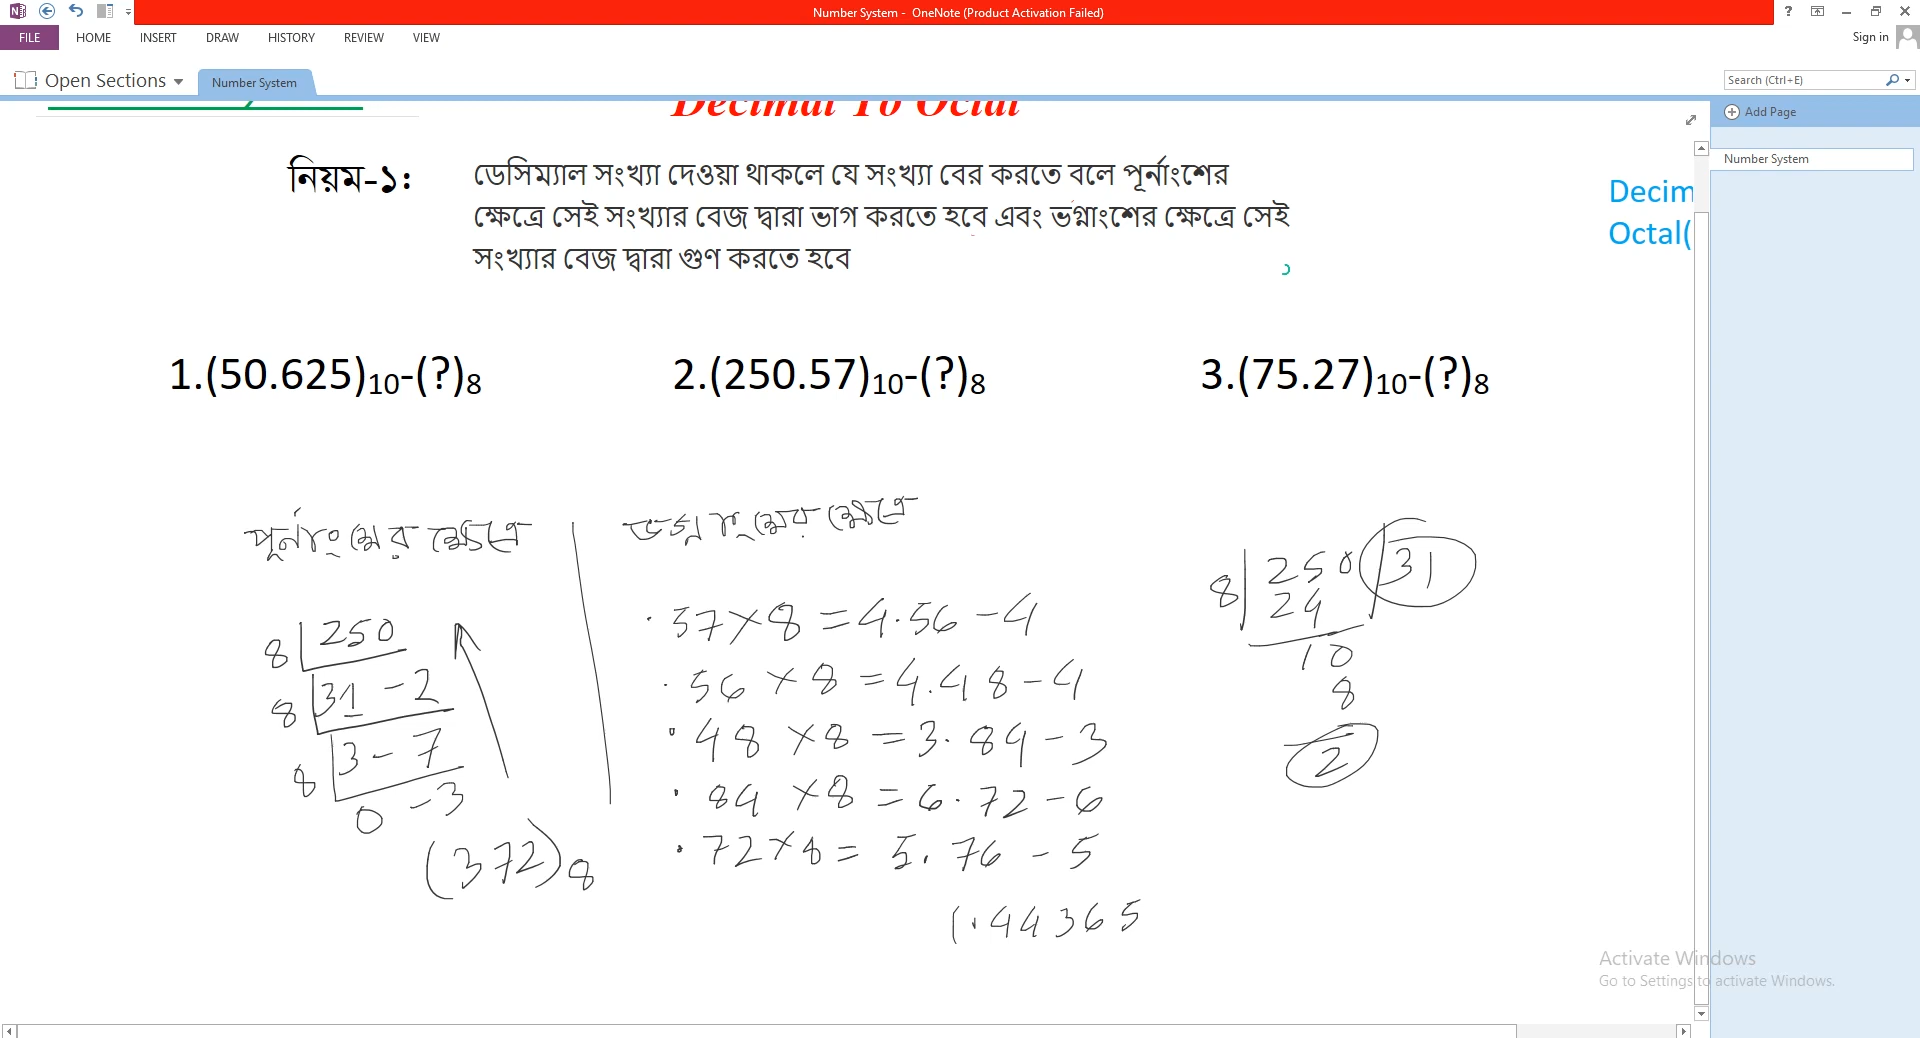 Number System - OneNote (Product Activation Failed)
FILE HOME INSERT DRAW HISTORY REVIEW VIEW
Sign in
Open Sections
Number System
Search (Ctrl+E)
Add Page
Number System
Decimal To Octal
নিয়ম-১:
ডেসিম্যাল সংখ্যা দেওয়া থাকলে যে সংখ্যা বের করতে বলে পূর্নাংশের
ক্ষেত্রে সেই সংখ্যার বেজ দ্বারা ভাগ করতে হবে এবং ভগ্নাংশের ক্ষেত্রে সেই
সংখ্যার বেজ দ্বারা গুণ করতে হবে
Decim
Octal(
1.(50.625)₁₀-(?)₈
2.(250.57)₁₀-(?)₈
3.(75.27)₁₀-(?)₈
পূর্নাংশের ক্ষেত্রে
8 250
8 31 - 2
8 3 - 7
0 - 3
(372)₈
ভগ্নাংশের ক্ষেত্রে
.57×8=4.56-4
.56×8=4.48-4
.48×8=3.84-3
.84×8=6.72-6
.72×8=5.76-5
(.44365
8 250 31
24
10
8
2
Activate Windows
Go to Settings to activate Windows.